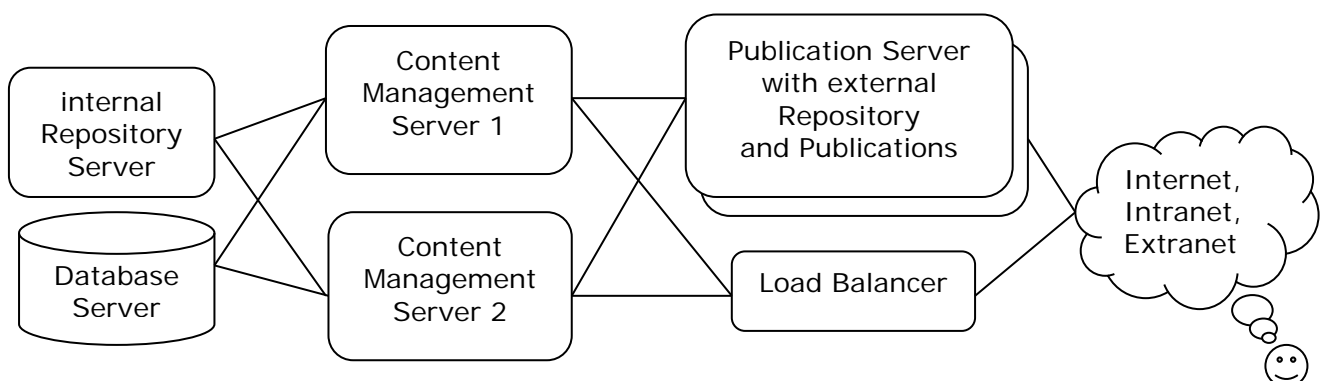 internal
Repository
Server
Database
Server
Content
Management
Server 1
Content
Management
Server 2
Publication Server
with external
Repository
and Publications
Load Balancer
Internet,
Intranet,
Extranet